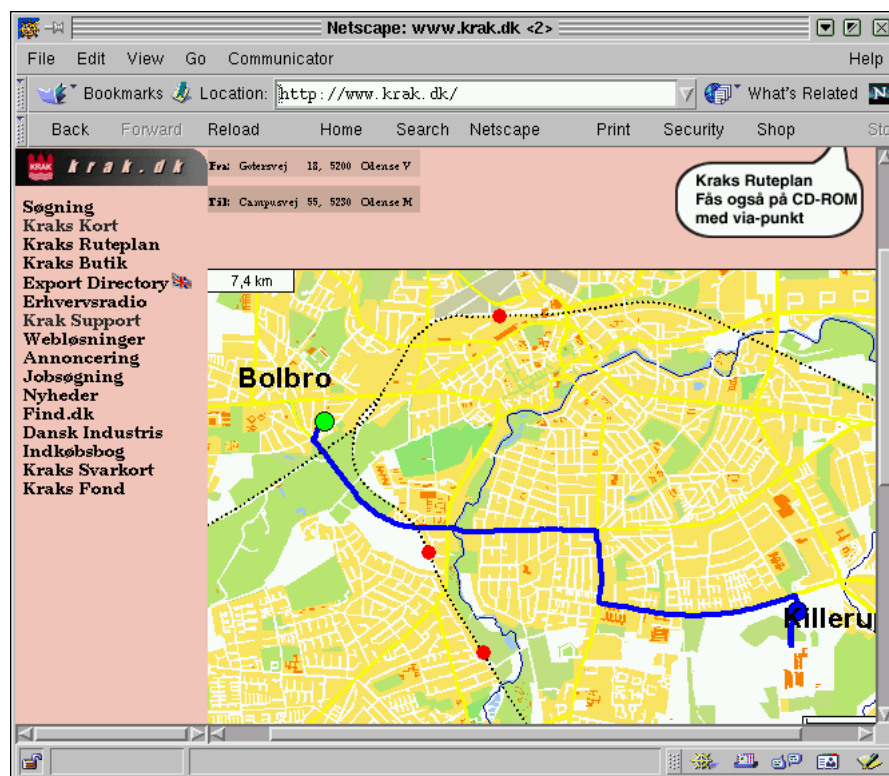 Netscape: www.krak.dk <2>
File Edit View Go Communicator Help
Bookmarks Location: http://www.krak.dk/ What's Related N
Back Forward Reload Home Search Netscape Print Security Shop Sto
KRAK krak.dk
Fra: Gotersvej 18, 5200 Odense V
Til: Campusvej 55, 5230 Odense M
Kraks Ruteplan
Fås også på CD-ROM
med via-punkt
Søgning
Kraks Kort
Kraks Ruteplan
Kraks Butik
Export Directory
Erhvervsradio
Krak Support
Webløsninger
Annoncering
Jobsøgning
Nyheder
Find.dk
Dansk Industris
Indkøbsbog
Kraks Svarkort
Kraks Fond
7,4 km
Bolbro
Killerup